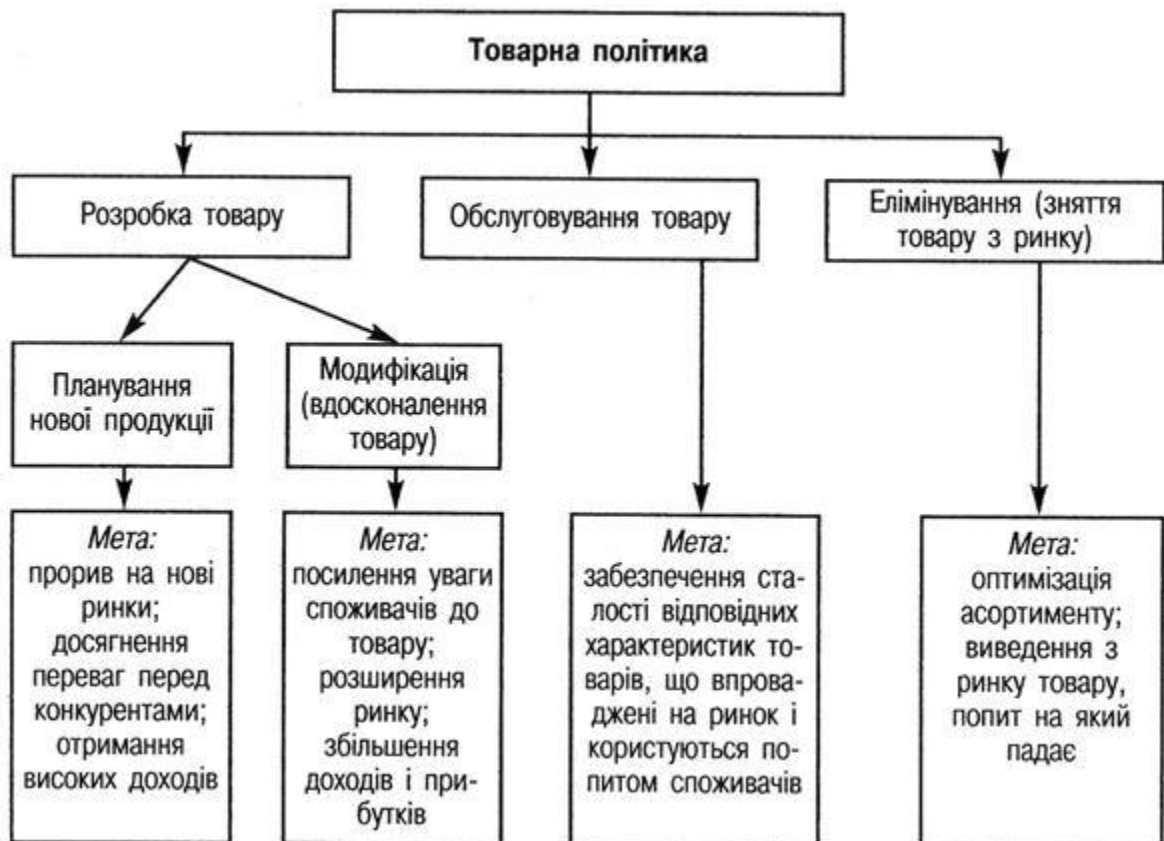 Товарна політика
Розробка товару
Обслуговування товару
Елімінування (зняття
товару з ринку)
Планування
нової продукції
Модифікація
(вдосконалення
товару)
Мета:
прорив на нові
ринки;
досягнення
переваг перед
конкурентами;
отримання
високих доходів
Мета:
посилення уваги
споживачів до
товару;
розширення
ринку;
збільшення
доходів і при-
бутків
Мета:
забезпечення ста-
лості відповідних
характеристик то-
варів, що впрова-
джені на ринок і
користуються по-
питом споживачів
Мета:
оптимізація
асортименту;
виведення з
ринку товару,
попит на який
падає